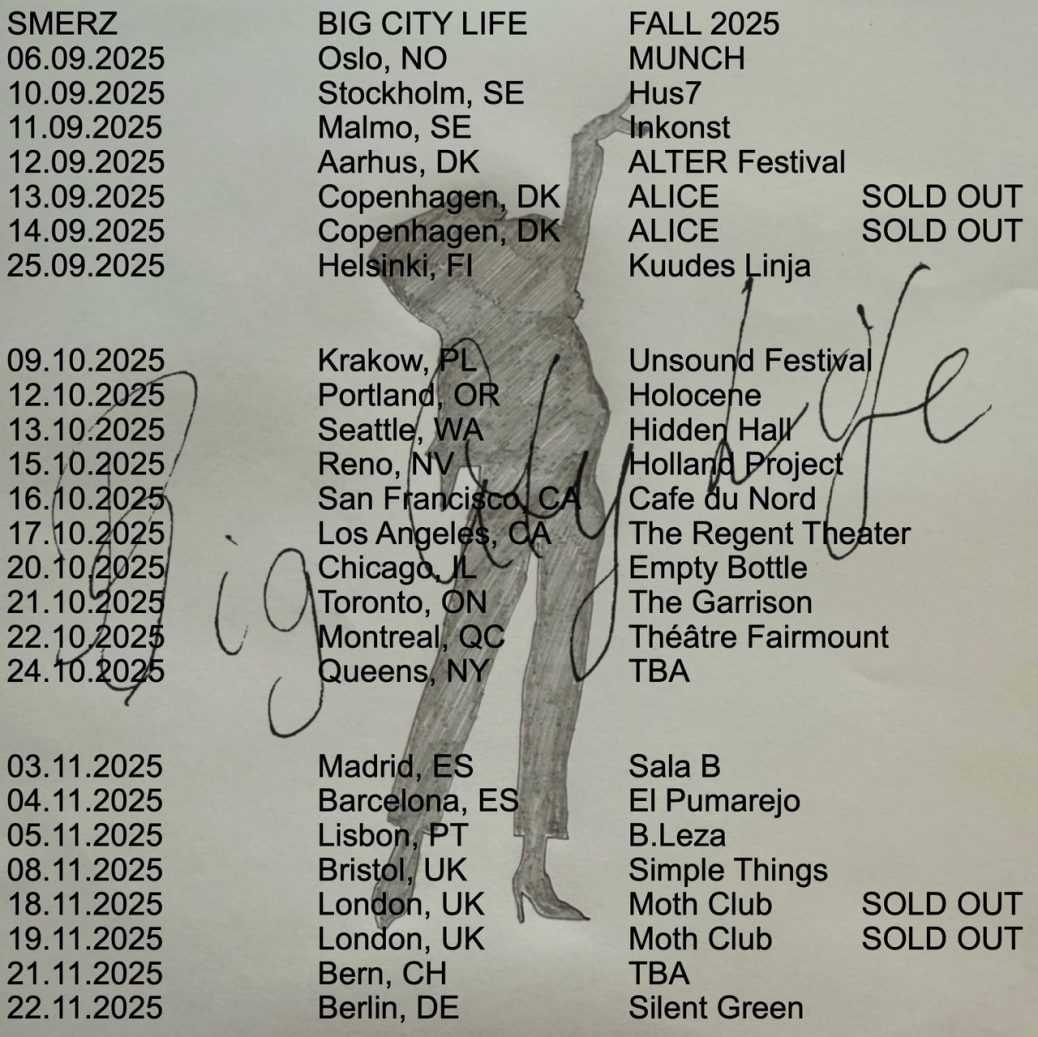 SMERZ BIG CITY LIFE FALL 2025
06.09.2025 Oslo, NO MUNCH
10.09.2025 Stockholm, SE Hus7
11.09.2025 Malmo, SE Inkonst
12.09.2025 Aarhus, DK ALTER Festival
13.09.2025 Copenhagen, DK ALICE SOLD OUT
14.09.2025 Copenhagen, DK ALICE SOLD OUT
25.09.2025 Helsinki, FI Kuudes Linja
09.10.2025 Krakow, PL Unsound Festival
12.10.2025 Portland, OR Holocene
13.10.2025 Seattle, WA Hidden Hall
15.10.2025 Reno, NV Holland Project
16.10.2025 San Francisco, CA Cafe du Nord
17.10.2025 Los Angeles, CA The Regent Theater
20.10.2025 Chicago, IL Empty Bottle
21.10.2025 Toronto, ON The Garrison
22.10.2025 Montreal, QC Théâtre Fairmount
24.10.2025 Queens, NY TBA
03.11.2025 Madrid, ES Sala B
04.11.2025 Barcelona, ES El Pumarejo
05.11.2025 Lisbon, PT B.Leza
08.11.2025 Bristol, UK Simple Things
18.11.2025 London, UK Moth Club SOLD OUT
19.11.2025 London, UK Moth Club SOLD OUT
21.11.2025 Bern, CH TBA
22.11.2025 Berlin, DE Silent Green
Big City Life